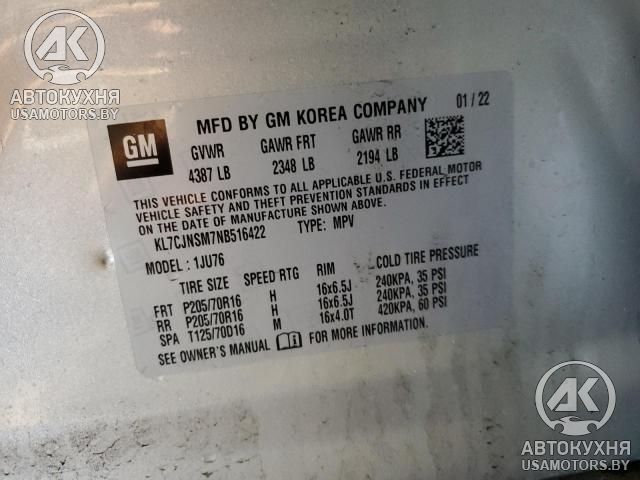 АВТОКУХНЯ
USAMOTORS.BY
MFD BY GM KOREA COMPANY 01 / 22
GM
GVWR GAWR FRT GAWR RR
4387 LB 2348 LB 2194 LB
THIS VEHICLE CONFORMS TO ALL APPLICABLE U.S. FEDERAL MOTOR
VEHICLE SAFETY AND THEFT PREVENTION STANDARDS IN EFFECT
ON THE DATE OF MANUFACTURE SHOWN ABOVE.
KL7CJNSM7NB516422 TYPE: MPV
MODEL : 1JU76
TIRE SIZE SPEED RTG RIM COLD TIRE PRESSURE
FRT P205/70R16 H 16x6.5J 240KPA, 35 PSI
RR P205/70R16 H 16x6.5J 240KPA, 35 PSI
SPA T125/70D16 M 16x4.0T 420KPA, 60 PSI
SEE OWNER'S MANUAL FOR MORE INFORMATION.
АК
АВТОКУХНЯ
USAMOTORS.BY